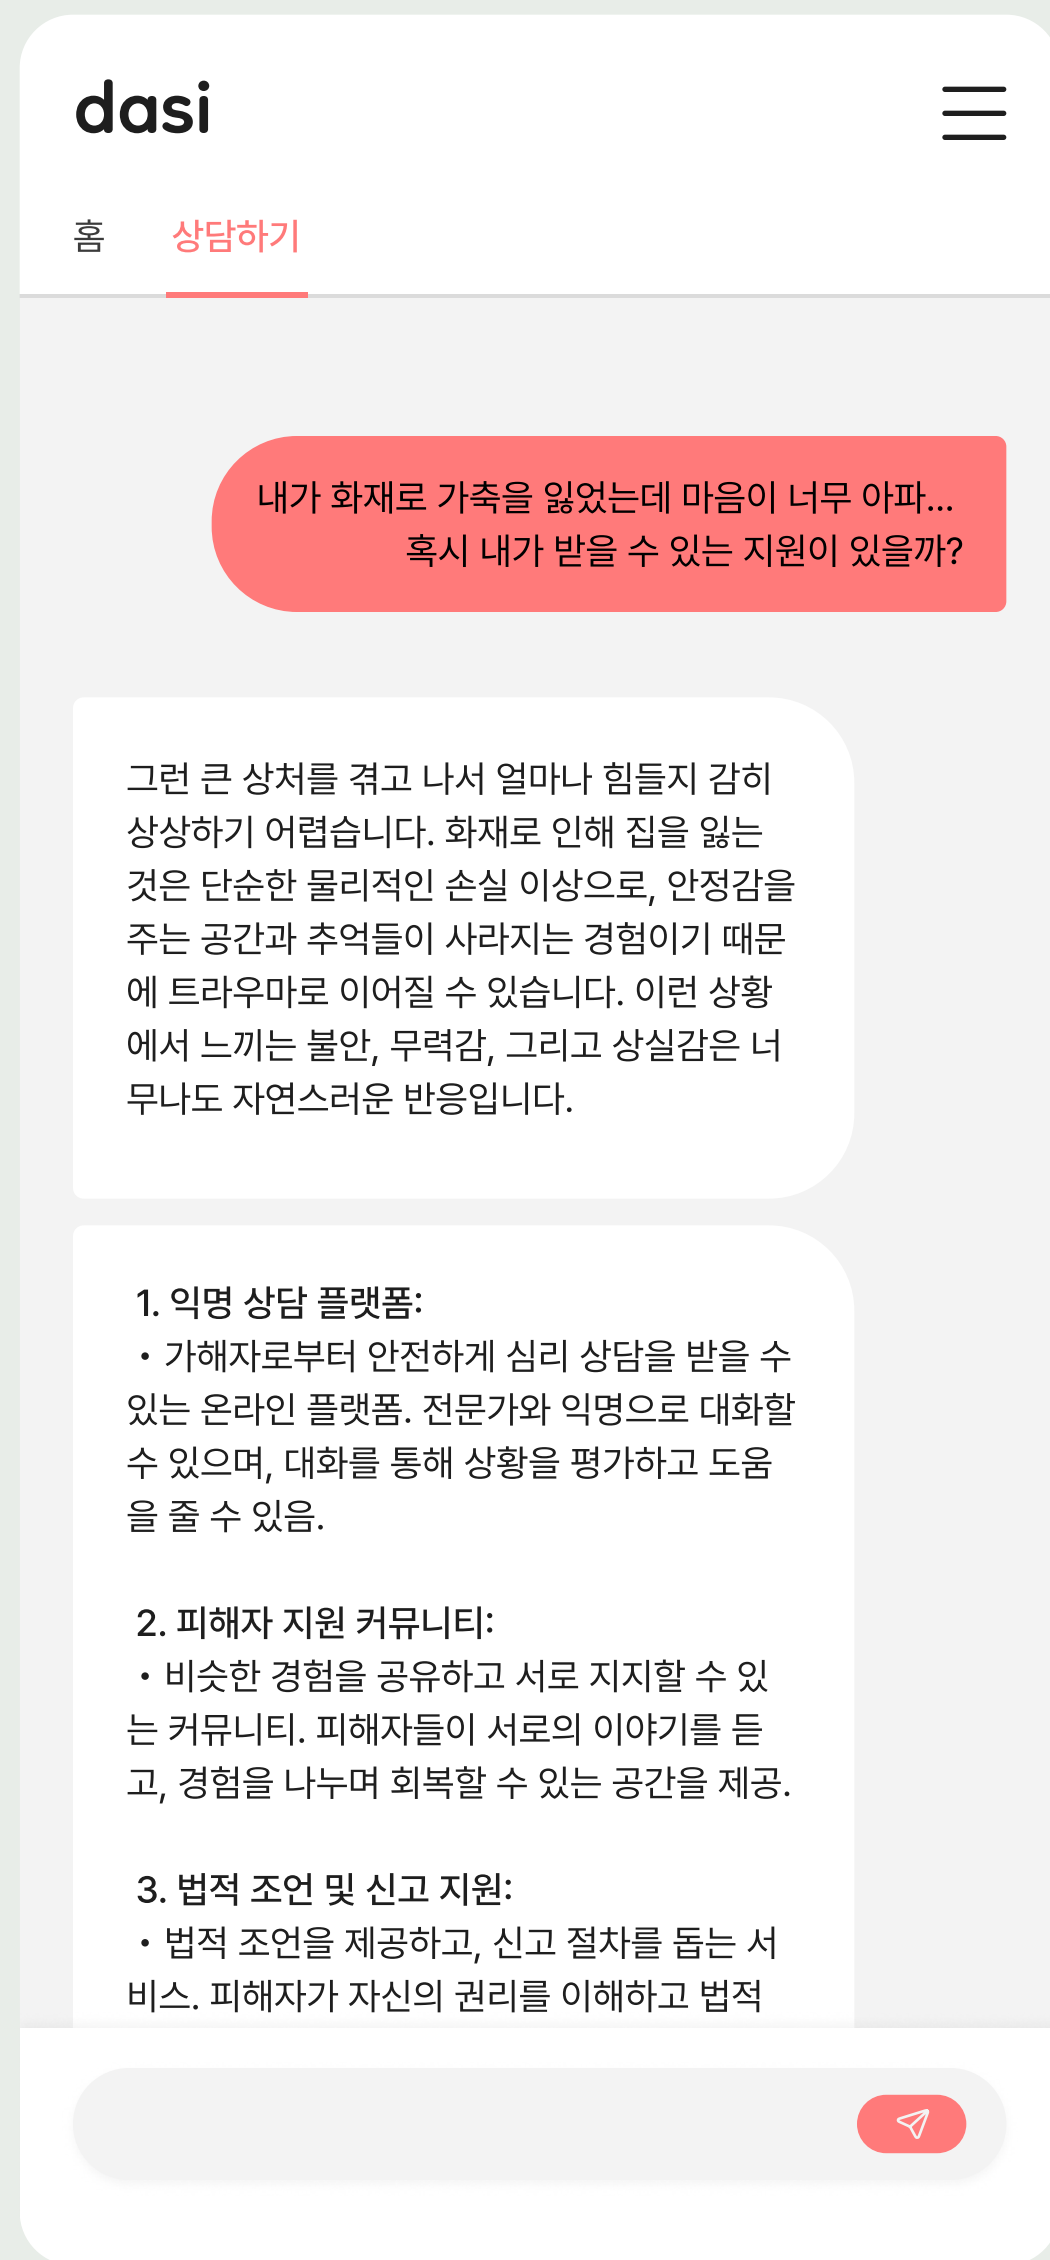 dasi
홈 상담하기
내가 화재로 가축을 잃었는데 마음이 너무 아파...
혹시 내가 받을 수 있는 지원이 있을까?
그런 큰 상처를 겪고 나서 얼마나 힘들지 감히
상상하기 어렵습니다. 화재로 인해 집을 잃는
것은 단순한 물리적인 손실 이상으로, 안정감을
주는 공간과 추억들이 사라지는 경험이기 때문
에 트라우마로 이어질 수 있습니다. 이런 상황
에서 느끼는 불안, 무력감, 그리고 상실감은 너
무나도 자연스러운 반응입니다.
1. 익명 상담 플랫폼:
• 가해자로부터 안전하게 심리 상담을 받을 수
있는 온라인 플랫폼. 전문가와 익명으로 대화할
수 있으며, 대화를 통해 상황을 평가하고 도움
을 줄 수 있음.
2. 피해자 지원 커뮤니티:
• 비슷한 경험을 공유하고 서로 지지할 수 있
는 커뮤니티. 피해자들이 서로의 이야기를 듣
고, 경험을 나누며 회복할 수 있는 공간을 제공.
3. 법적 조언 및 신고 지원:
• 법적 조언을 제공하고, 신고 절차를 돕는 서
비스. 피해자가 자신의 권리를 이해하고 법적